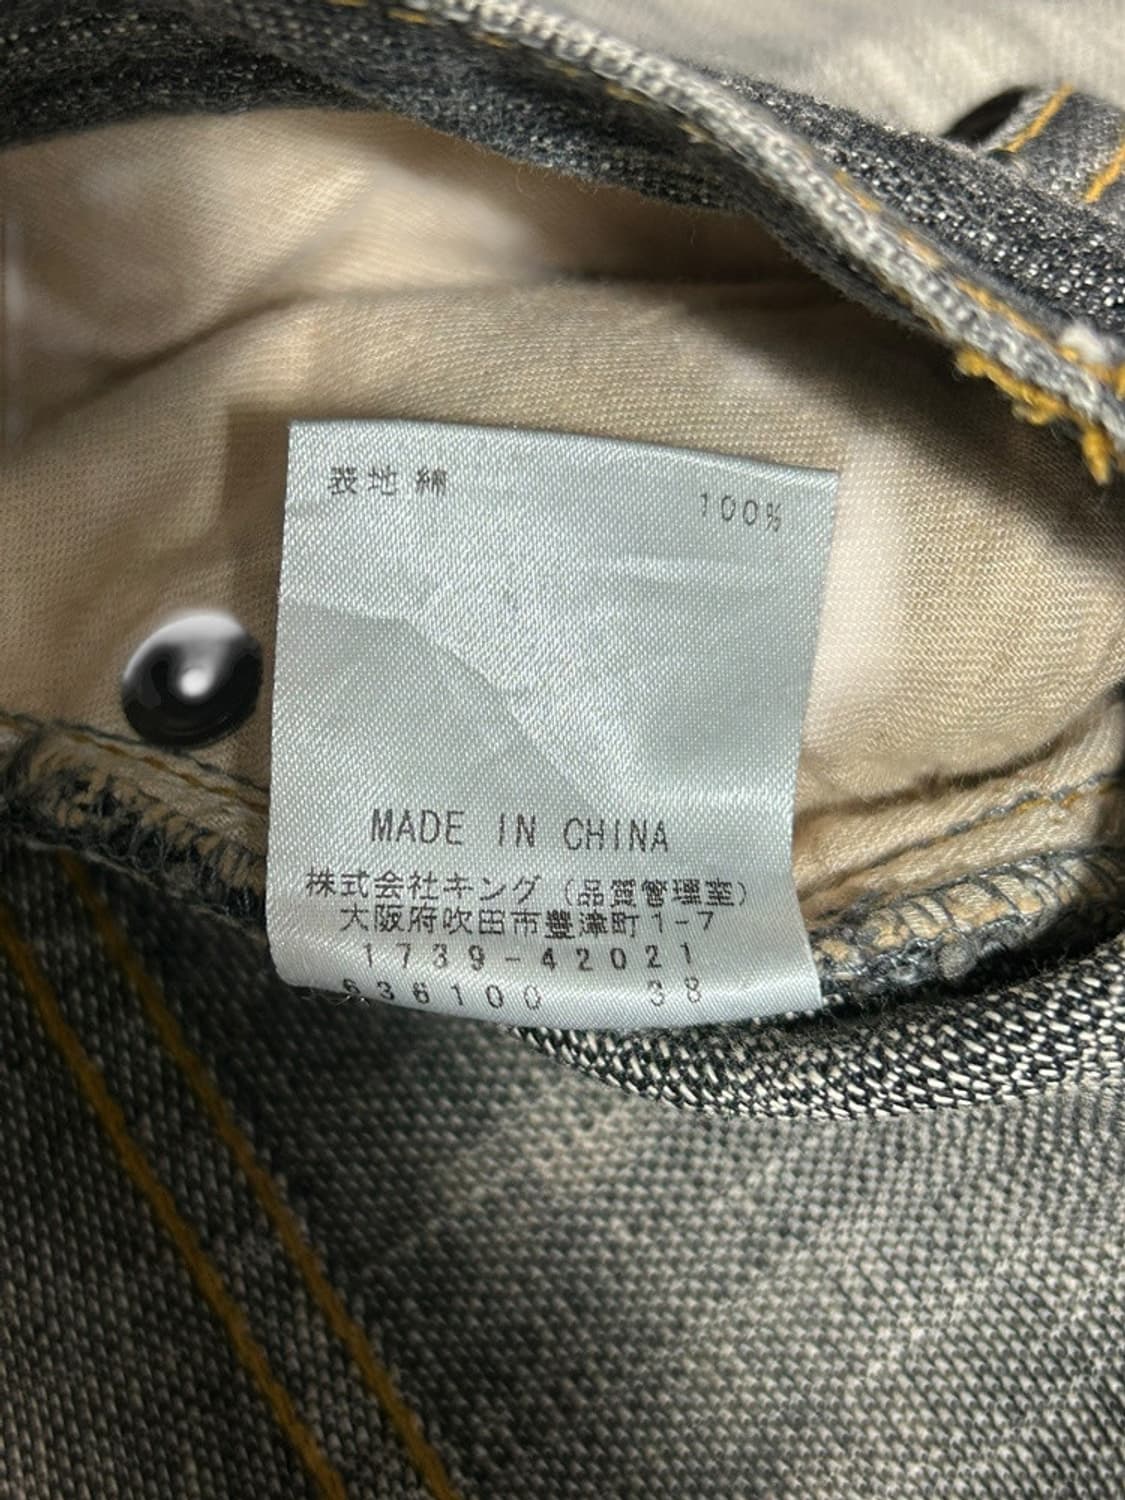 表地 綿 100%
MADE IN CHINA
株式会社キング (品質管理室)
大阪府吹田市豊津町1-7
1739-42021
636100 38